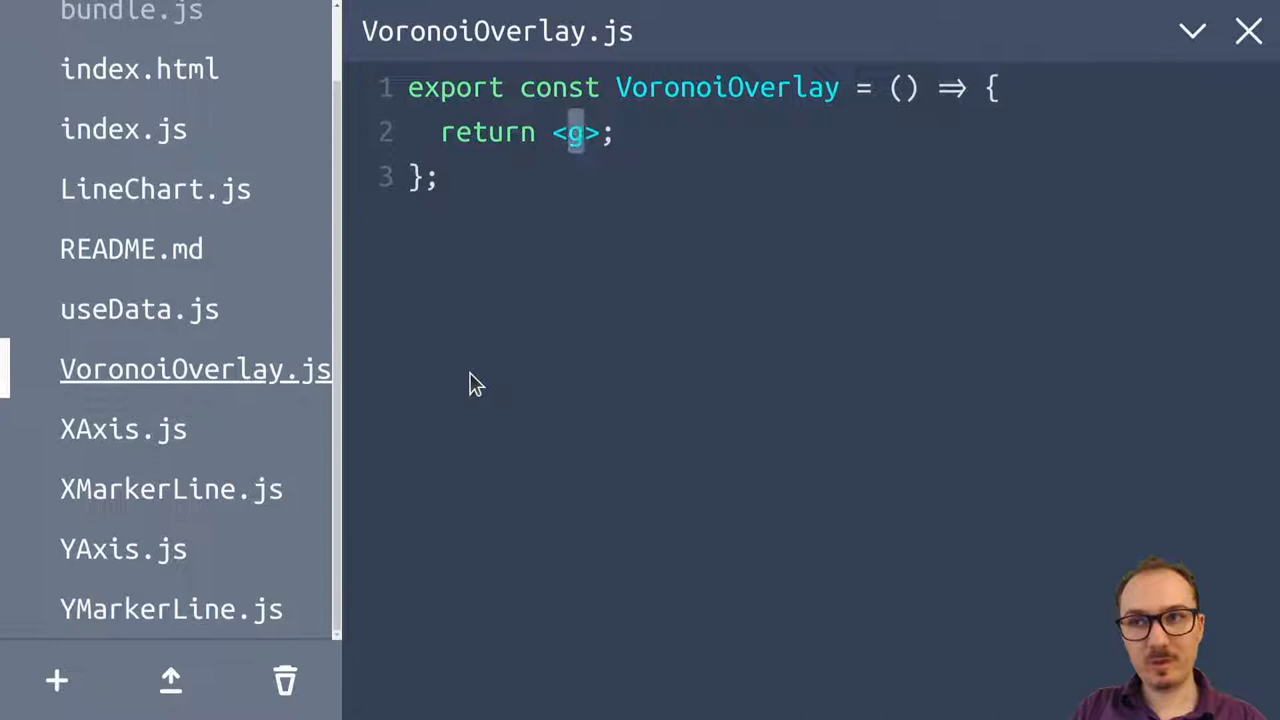 bundle.js
index.html
index.js
LineChart.js
README.md
useData.js
VoronoiOverlay.js
XAxis.js
XMarkerLine.js
YAxis.js
YMarkerLine.js
VoronoiOverlay.js
1 export const VoronoiOverlay = () => {
2 return <g>;
3 };